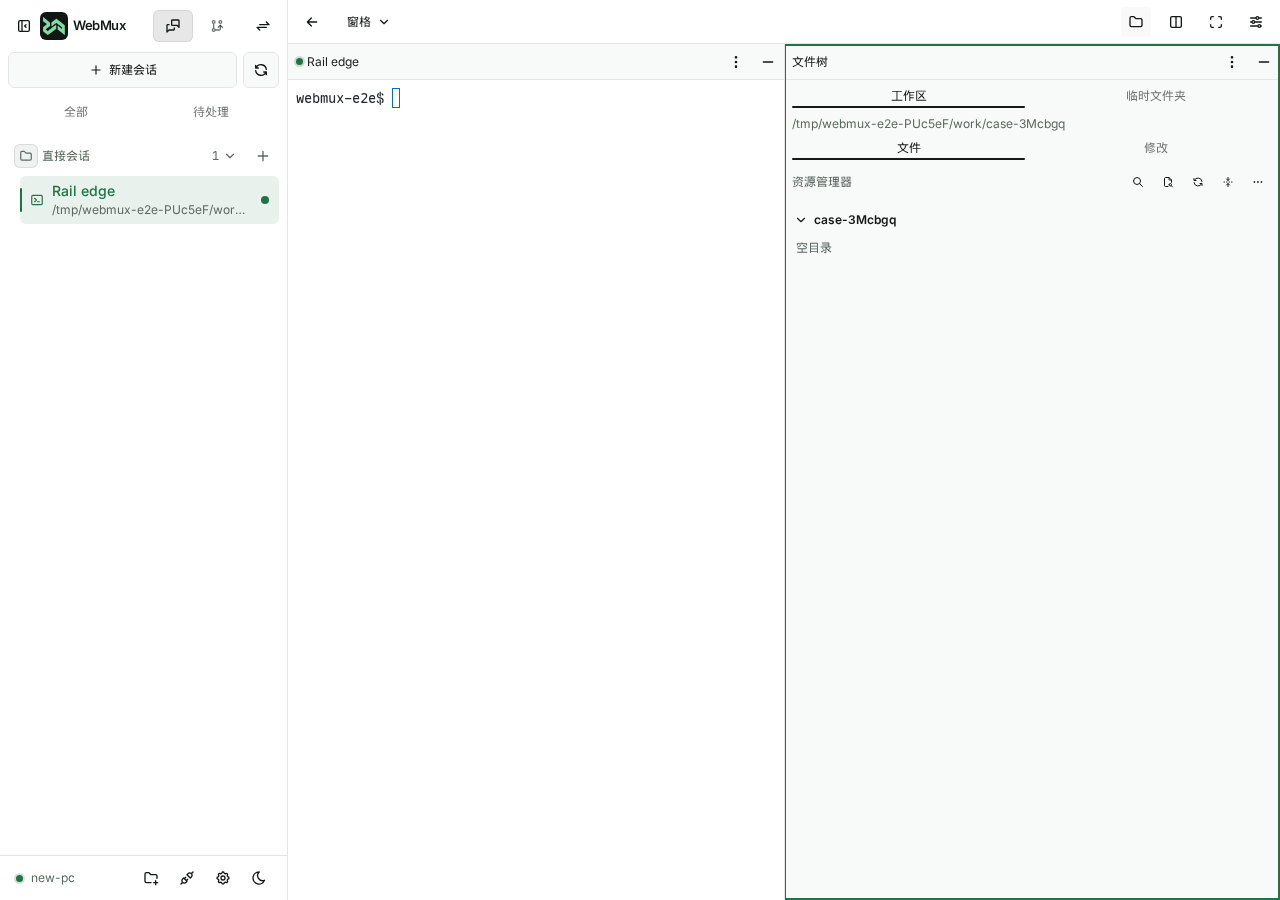 WebMux
新建会话
全部
待处理
直接会话
1
Rail edge
/tmp/webmux-e2e-PUc5eF/wor...
new-pc
窗格
Rail edge
webmux-e2e$
文件树
工作区
临时文件夹
/tmp/webmux-e2e-PUc5eF/work/case-3Mcbgq
文件
修改
资源管理器
case-3Mcbgq
空目录